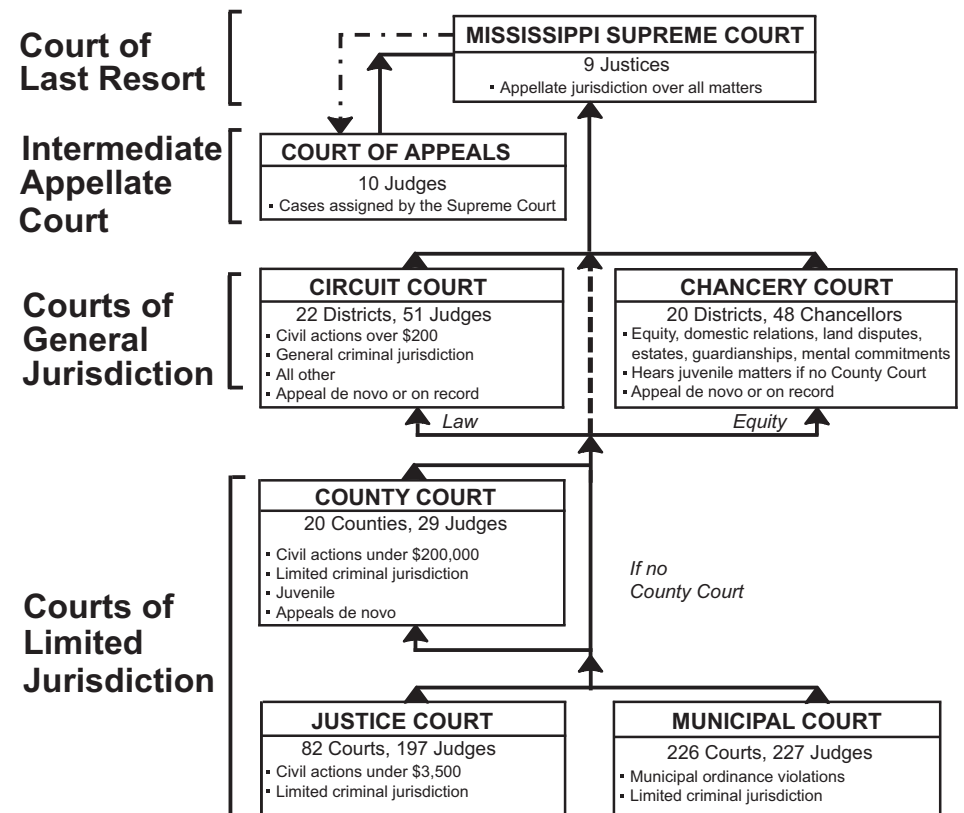 Court of
Last Resort
MISSISSIPPI SUPREME COURT
9 Justices
▪ Appellate jurisdiction over all matters
Intermediate
Appellate
Court
COURT OF APPEALS
10 Judges
▪ Cases assigned by the Supreme Court
Courts of
General
Jurisdiction
CIRCUIT COURT
22 Districts, 51 Judges
▪ Civil actions over $200
▪ General criminal jurisdiction
▪ All other
▪ Appeal de novo or on record
CHANCERY COURT
20 Districts, 48 Chancellors
▪ Equity, domestic relations, land disputes,
estates, guardianships, mental commitments
▪ Hears juvenile matters if no County Court
▪ Appeal de novo or on record
Law
Equity
Courts of
Limited
Jurisdiction
COUNTY COURT
20 Counties, 29 Judges
▪ Civil actions under $200,000
▪ Limited criminal jurisdiction
▪ Juvenile
▪ Appeals de novo
If no
County Court
JUSTICE COURT
82 Courts, 197 Judges
▪ Civil actions under $3,500
▪ Limited criminal jurisdiction
MUNICIPAL COURT
226 Courts, 227 Judges
▪ Municipal ordinance violations
▪ Limited criminal jurisdiction